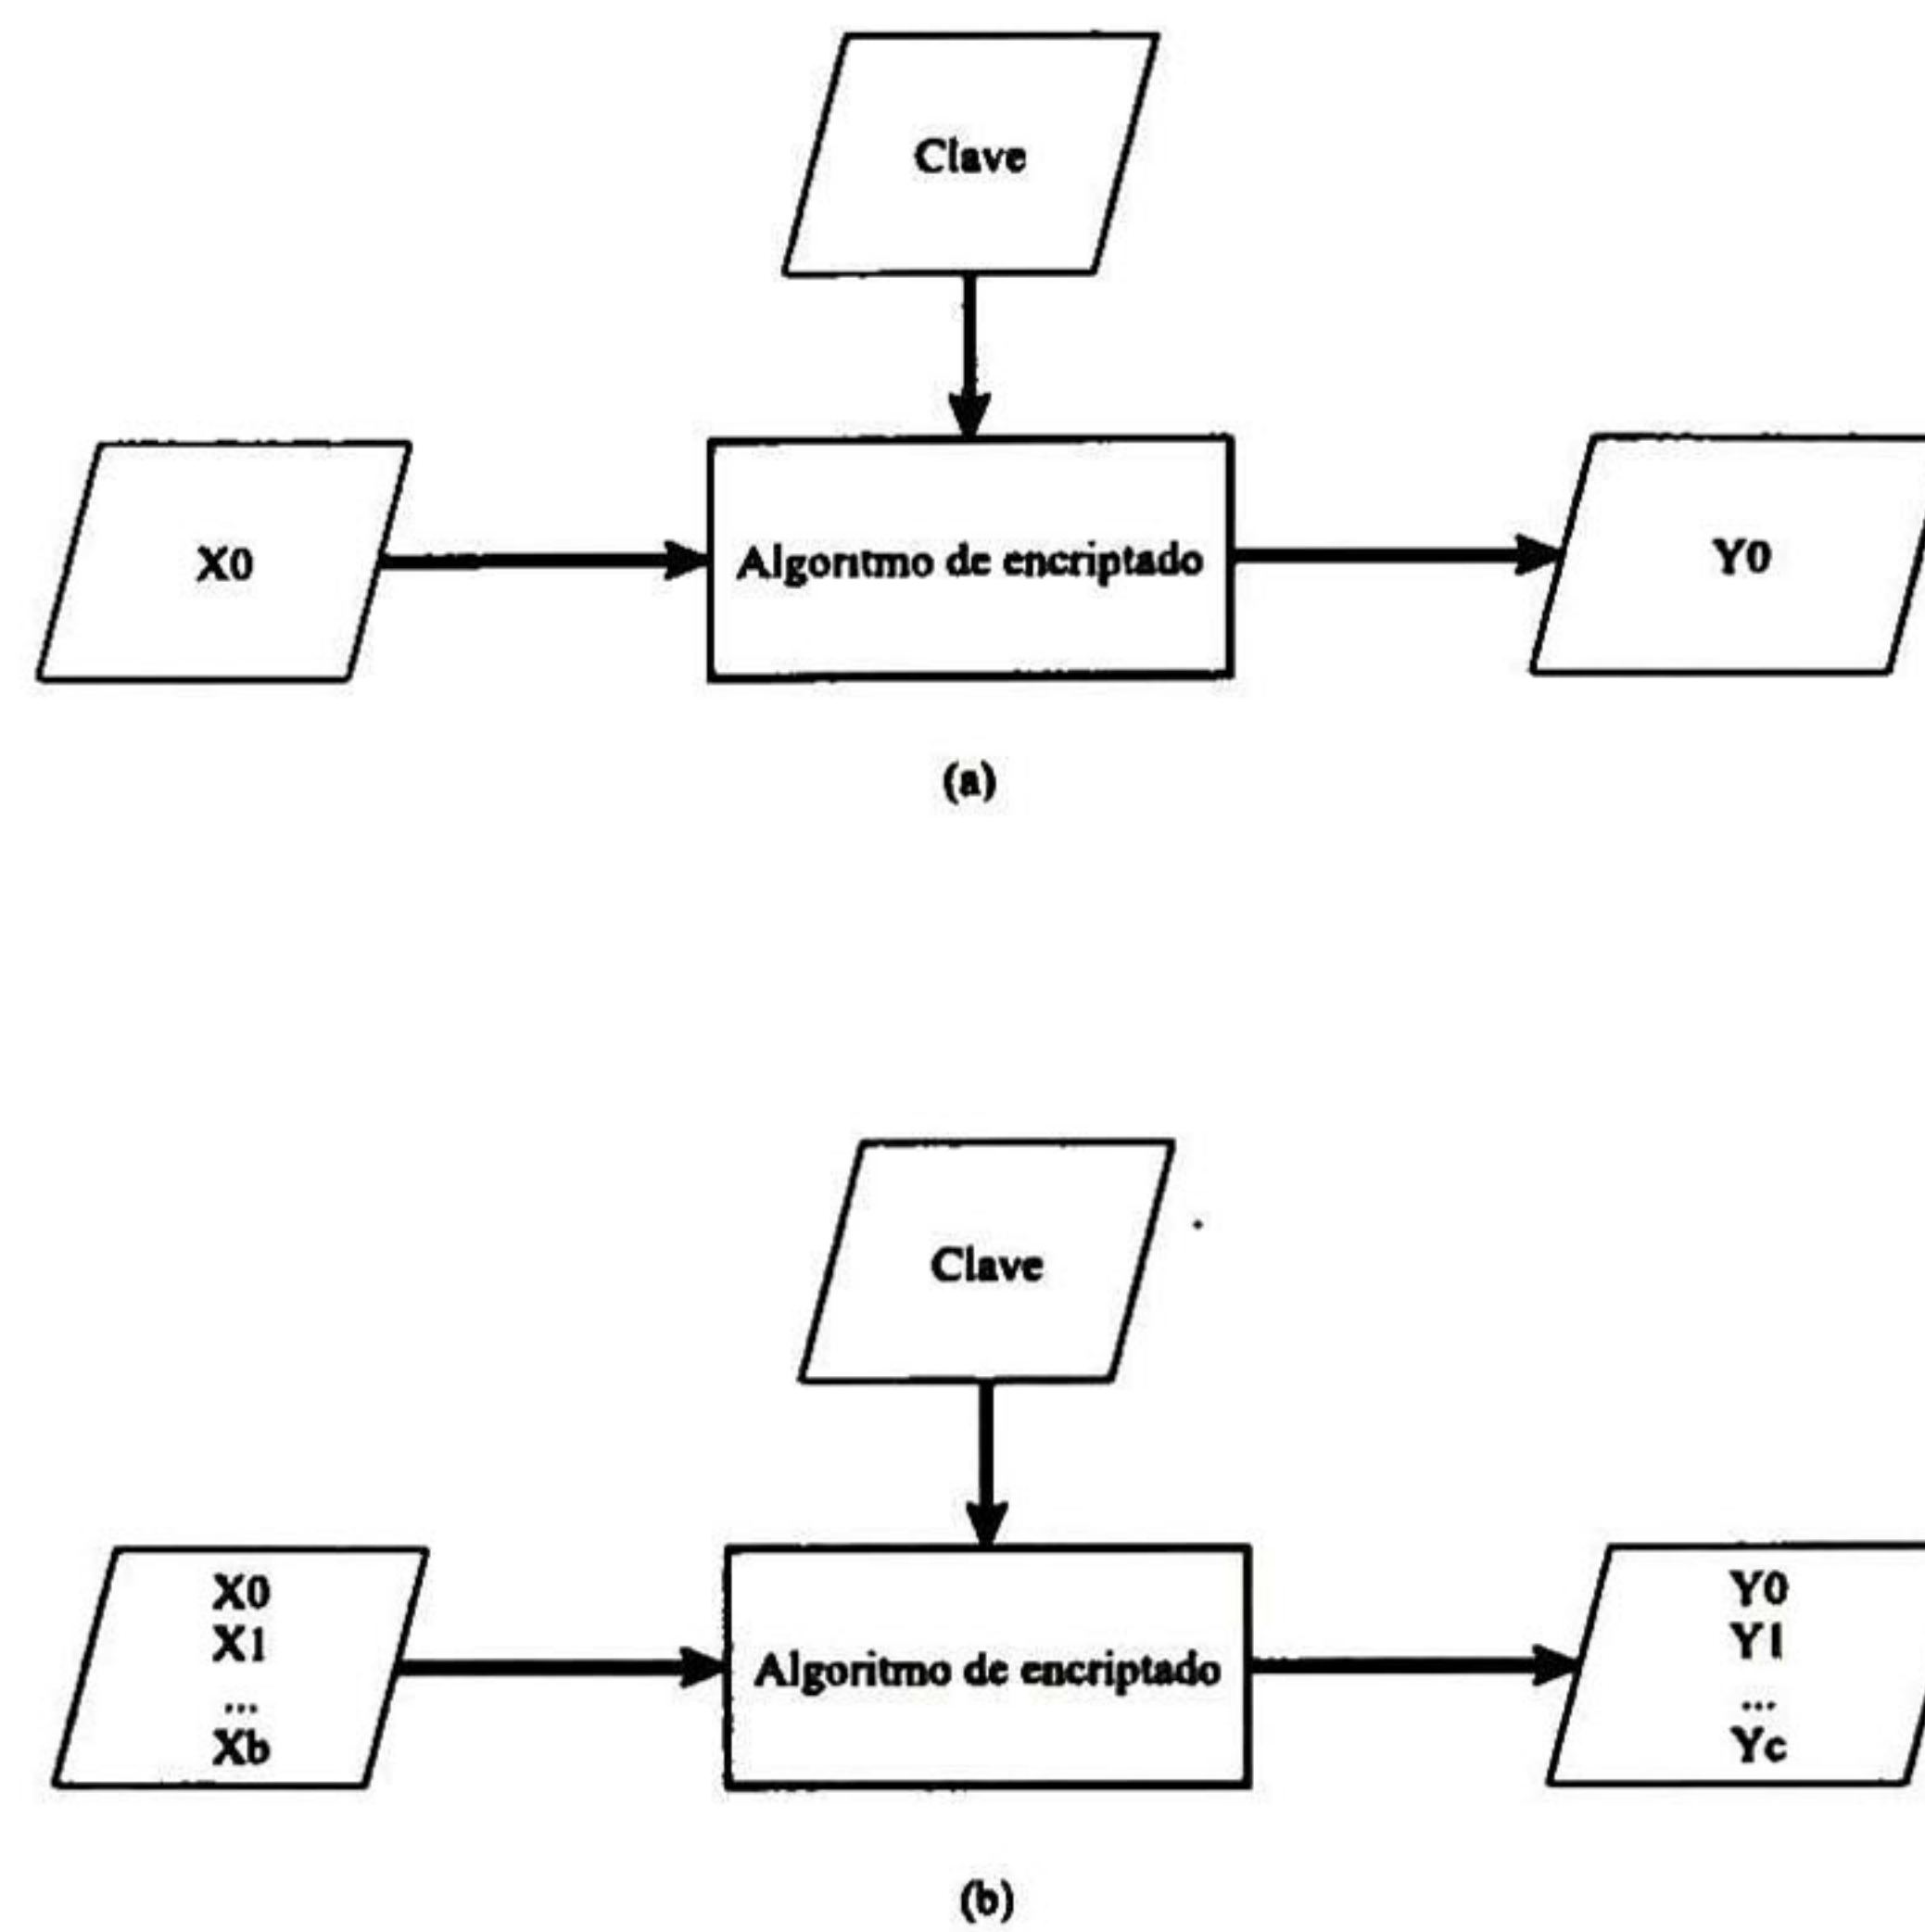 Clave
X0
Algoritmo de encriptado
Y0
(a)
Clave
X0
X1
...
Xb
Algoritmo de encriptado
Y0
Y1
...
Yc
(b)